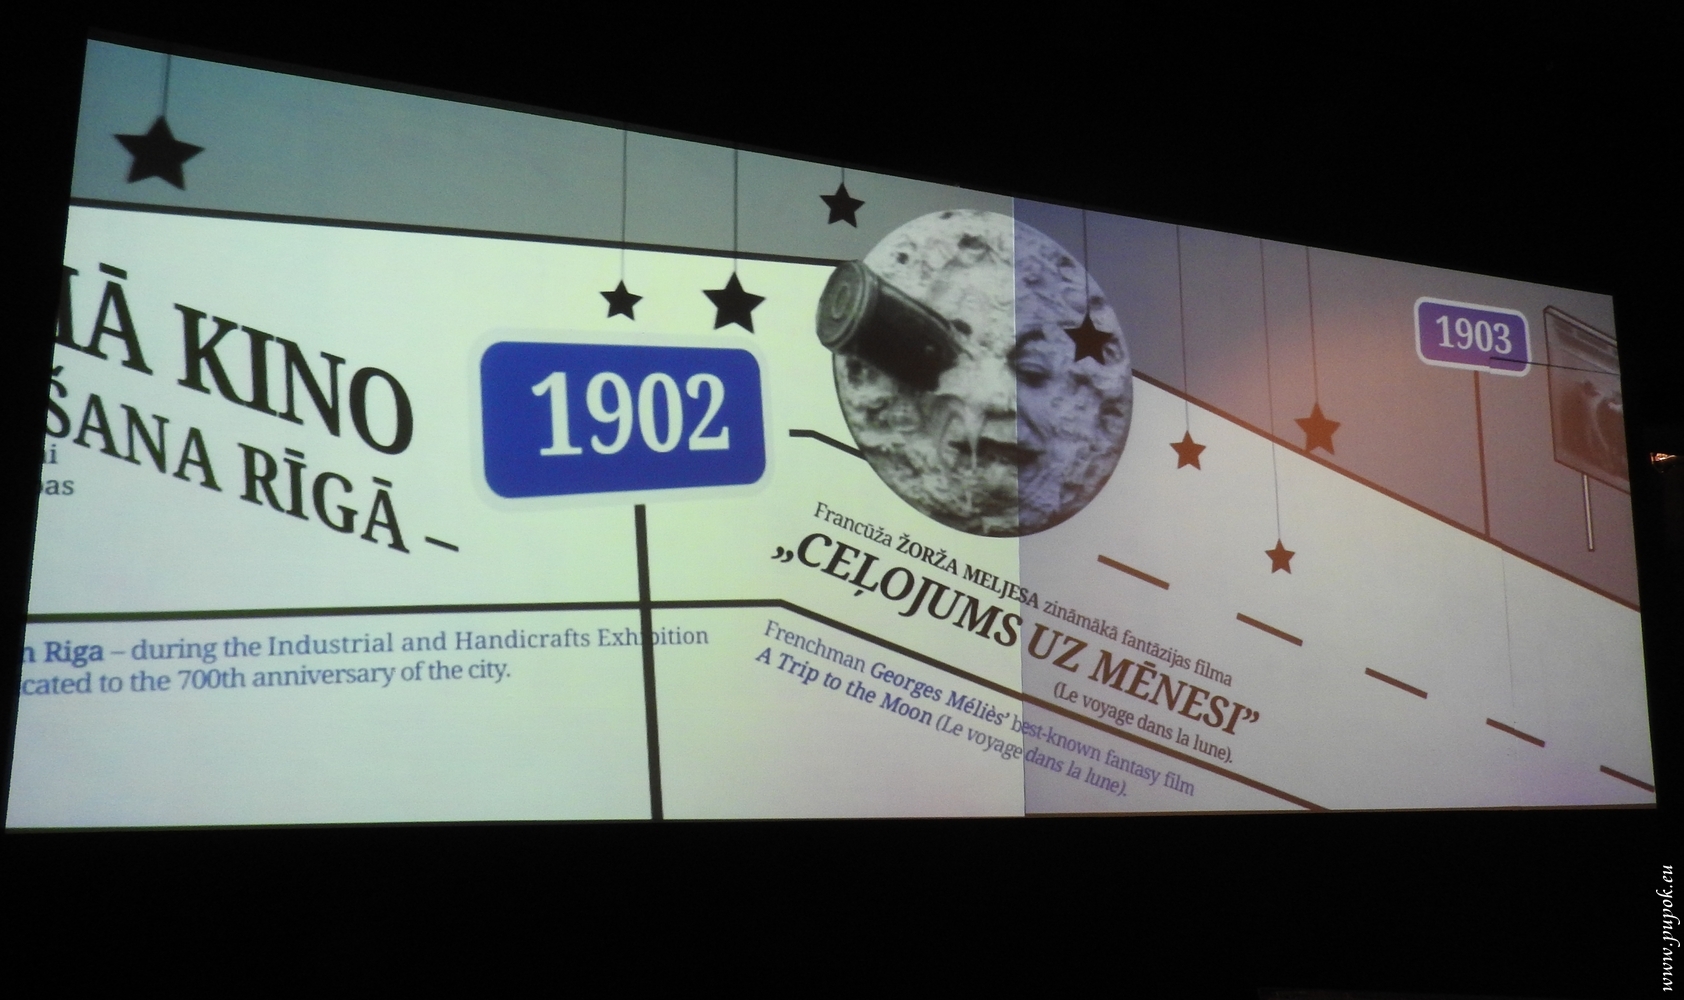 KINO
RĪGĀ –
Riga – during the Industrial and Handicrafts Exhibition
to the 700th anniversary of the city.
1902
Francūža ŽORŽA MELJESA zināmākā fantāzijas filma
„CEĻOJUMS UZ MĒNESI”
(Le voyage dans la lune).
Frenchman Georges Méliès’ best-known fantasy film
A Trip to the Moon (Le voyage dans la lune).
1903
www.pupok.eu